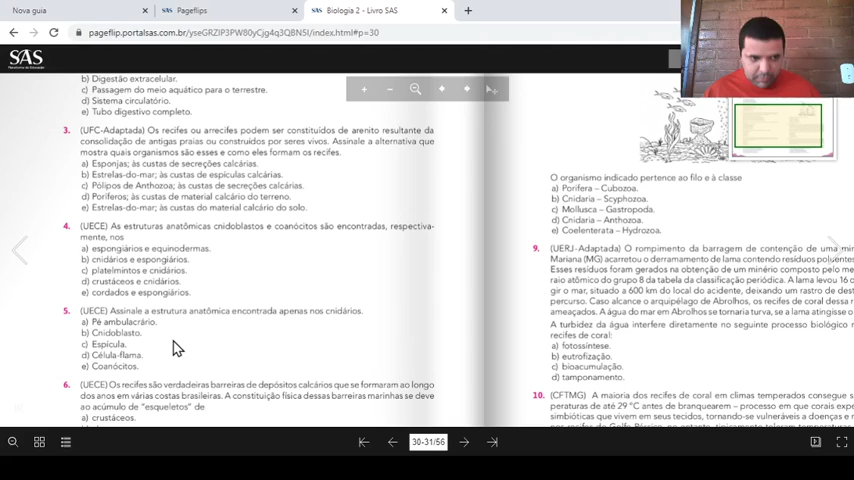 Nova guia
SAS Pageflips
SAS Biologia 2 - Livro SAS
pageflip.portalsas.com.br/yseGRZIP3PW80yCjg4q3QBN5I/index.html#p=30
SAS
b) Digestão extracelular.
c) Passagem do meio aquático para o terrestre.
d) Sistema circulatório.
e) Tubo digestivo completo.
3. (UFC-Adaptada) Os recifes ou arrecifes podem ser constituídos de arenito resultante da
consolidação de antigas praias ou construídos por seres vivos. Assinale a alternativa que
mostra quais organismos são esses e como eles formam os recifes.
a) Esponjas; às custas de secreções calcárias.
b) Estrelas-do-mar; às custas de espículas calcárias.
c) Pólipos de Anthozoa; às custas de secreções calcárias.
d) Poríferos; às custas de material calcário do terreno.
e) Estrelas-do-mar; às custas do material calcário do solo.
4. (UECE) As estruturas anatômicas cnidoblastos e coanócitos são encontradas, respectiva-
mente, nos
a) espongiários e equinodermas.
b) cnidários e espongiários.
c) platelmintos e cnidários.
d) crustáceos e cnidários.
e) cordados e espongiários.
5. (UECE) Assinale a estrutura anatômica encontrada apenas nos cnidários.
a) Pé ambulacrário.
b) Cnidoblasto.
c) Espícula.
d) Célula-flama.
e) Coanócitos.
6. (UECE) Os recifes são verdadeiras barreiras de depósitos calcários que se formaram ao longo
dos anos em várias costas brasileiras. A constituição física dessas barreiras marinhas se deve
ao acúmulo de "esqueletos" de
a) crustáceos.
O organismo indicado pertence ao filo e à classe
a) Porifera – Cubozoa.
b) Cnidaria – Scyphozoa.
c) Mollusca – Gastropoda.
d) Cnidaria – Anthozoa.
e) Coelenterata – Hydrozoa.
9. (UERJ-Adaptada) O rompimento da barragem de contenção de uma
Mariana (MG) acarretou o derramamento de lama contendo resíduos poluentes
Esses resíduos foram gerados na obtenção de um minério composto pelo
raio atômico do grupo 8 da tabela de classificação periódica. A lama levou 16
gir o mar, situado a 600 km do local do acidente, deixando um rastro de
percurso. Caso alcance o arquipélago de Abrolhos, os recifes de coral dessa
ameaçados. A água do mar em Abrolhos se tornaria turva, se a lama atingisse o
A turbidez da água interfere diretamente no seguinte processo biológico
recifes de coral:
a) fotossíntese.
b) eutrofização.
c) bioacumulação.
d) tamponamento.
10. (CFTMG) A maioria dos recifes de coral em climas temperados consegue
peraturas de até 29 °C antes de branquearem – processo em que corais
simbióticas que vivem em seus tecidos, tornando-se vulneráveis a doenças e
30-31/56